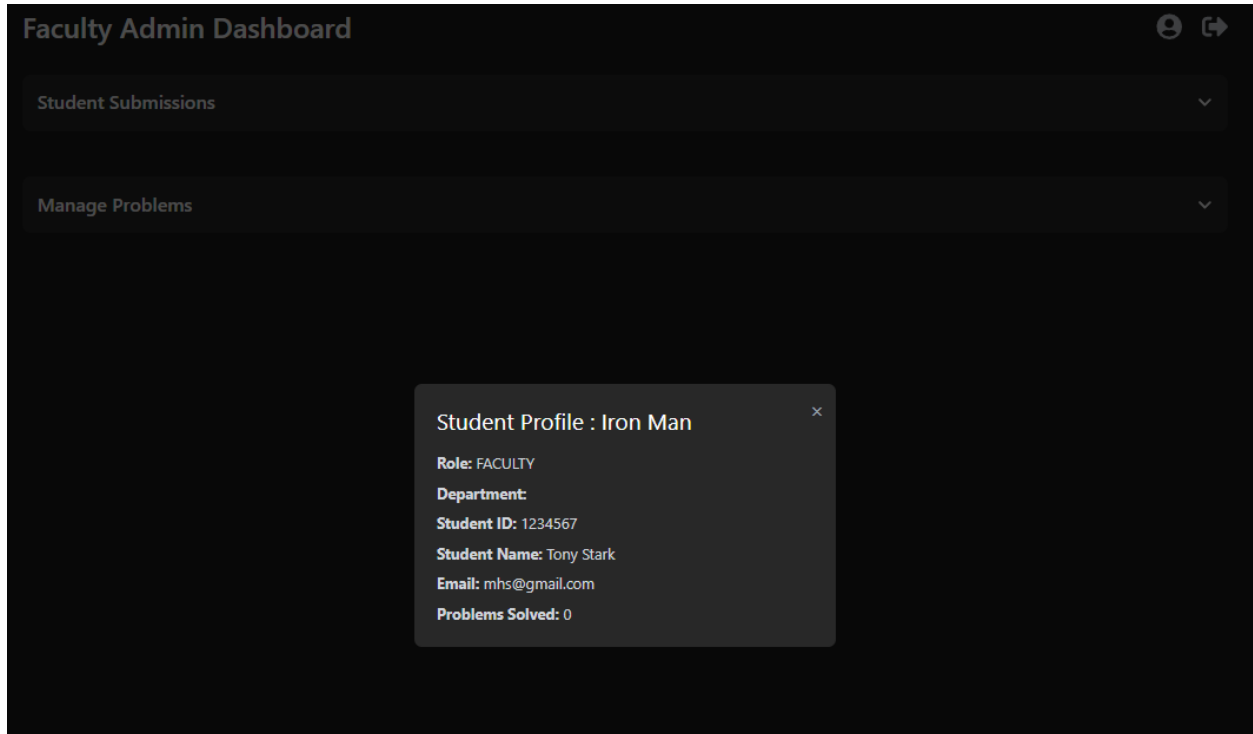 Faculty Admin Dashboard
Student Submissions
Manage Problems
Student Profile : Iron Man
×
Role: FACULTY
Department:
Student ID: 1234567
Student Name: Tony Stark
Email: mhs@gmail.com
Problems Solved: 0